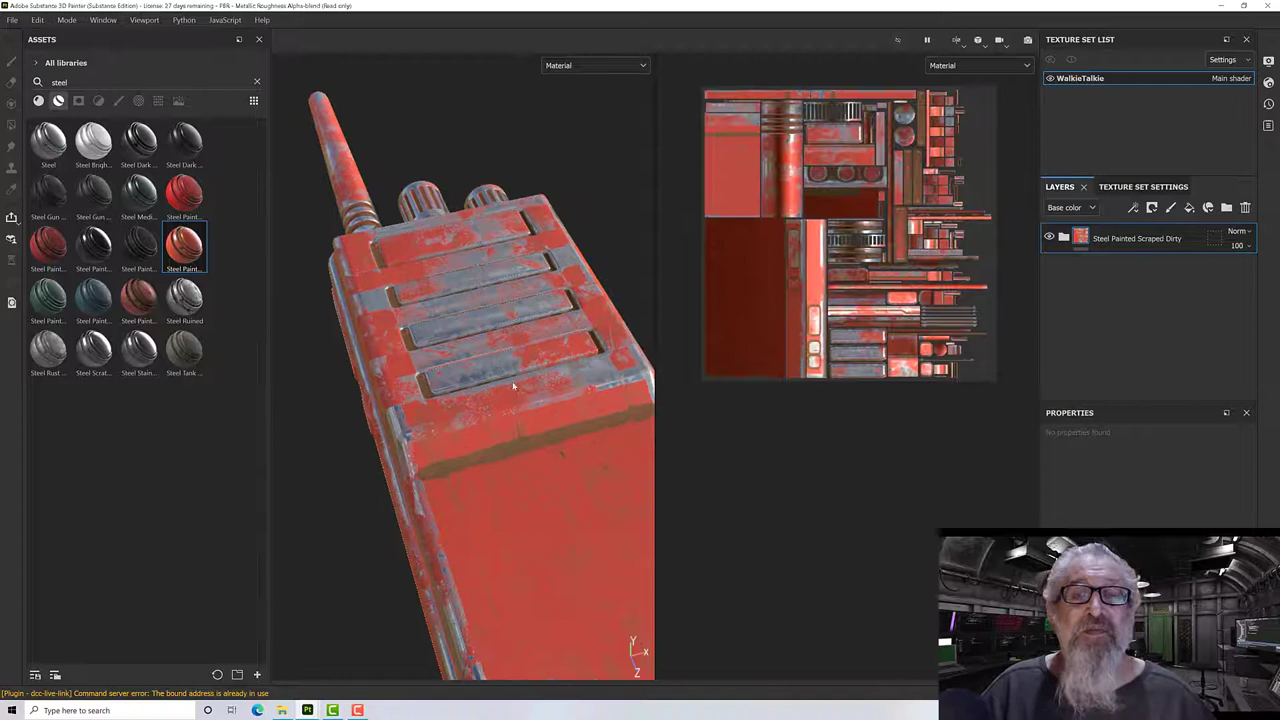 Adobe Substance 3D Painter (Substance Edition) - License: 27 days remaining - PBR - Metallic Roughness Alpha-blend (Read only)
File Edit Mode Window Viewport Python JavaScript Help
ASSETS
All libraries
steel
Steel Steel Brigh... Steel Dark ... Steel Dark ...
Steel Gun ... Steel Gun ... Steel Medi... Steel Paint...
Steel Paint... Steel Paint... Steel Paint... Steel Paint...
Steel Paint... Steel Paint... Steel Paint... Steel Ruined
Steel Rust ... Steel Scrat... Steel Stain... Steel Tank ...
Material
Y
X
Z
Material
TEXTURE SET LIST
Settings
WalkieTalkie Main shader
LAYERS TEXTURE SET SETTINGS
Base color
Steel Painted Scraped Dirty
Norm
100
PROPERTIES
No properties found
[Plugin - dcc-live-link] Command server error: The bound address is already in use
Type here to search
Pt
C
C